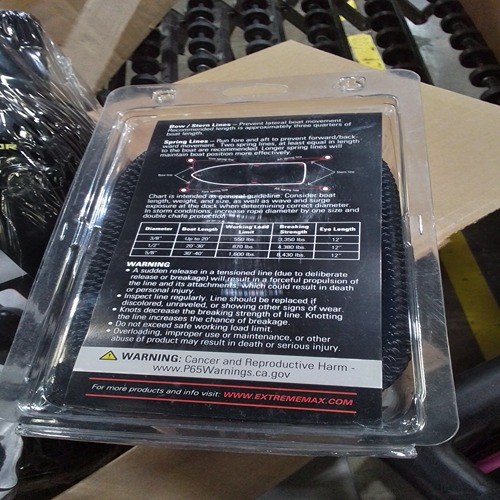 Bow / Stern Lines – Prevent lateral boat movement.
Recommended length is approximately three quarters of
boat length.
Spring Lines – Run fore and aft to prevent forward/back-
ward movement. Two spring lines, at least equal in length
to the boat are recommended. Longer spring lines will
maintain boat position more effectively.
Chart is intended as general guideline. Consider boat
length, weight, and size, as well as wave and surge
exposure at the dock when determining correct diameter.
In storm conditions, increase rope diameter by one size and
double chafe protection.
Diameter Boat Length Working Load Limit Breaking Strength Eye Length
3/8" Up to 20' 550 lbs. 3,350 lbs. 12"
1/2" 20'-30' 870 lbs. 4,380 lbs. 12"
5/8" 30'-40' 1,600 lbs. 8,430 lbs. 12"
WARNING
• A sudden release in a tensioned line (due to deliberate
release or breakage) will result in a forceful propulsion of
the line and its attachments, which could result in death
or personal injury.
• Inspect line regularly. Line should be replaced if
discolored, unraveled, or showing other signs of wear.
• Knots decrease the breaking strength of line. Knotting
the line increases the chance of breakage.
• Do not exceed safe working load limit.
• Overloading, improper use or maintenance, or other
abuse of product may result in death or serious injury.
WARNING: Cancer and Reproductive Harm -
www.P65Warnings.ca.gov
For more products and info visit: WWW.EXTREMEMAX.COM